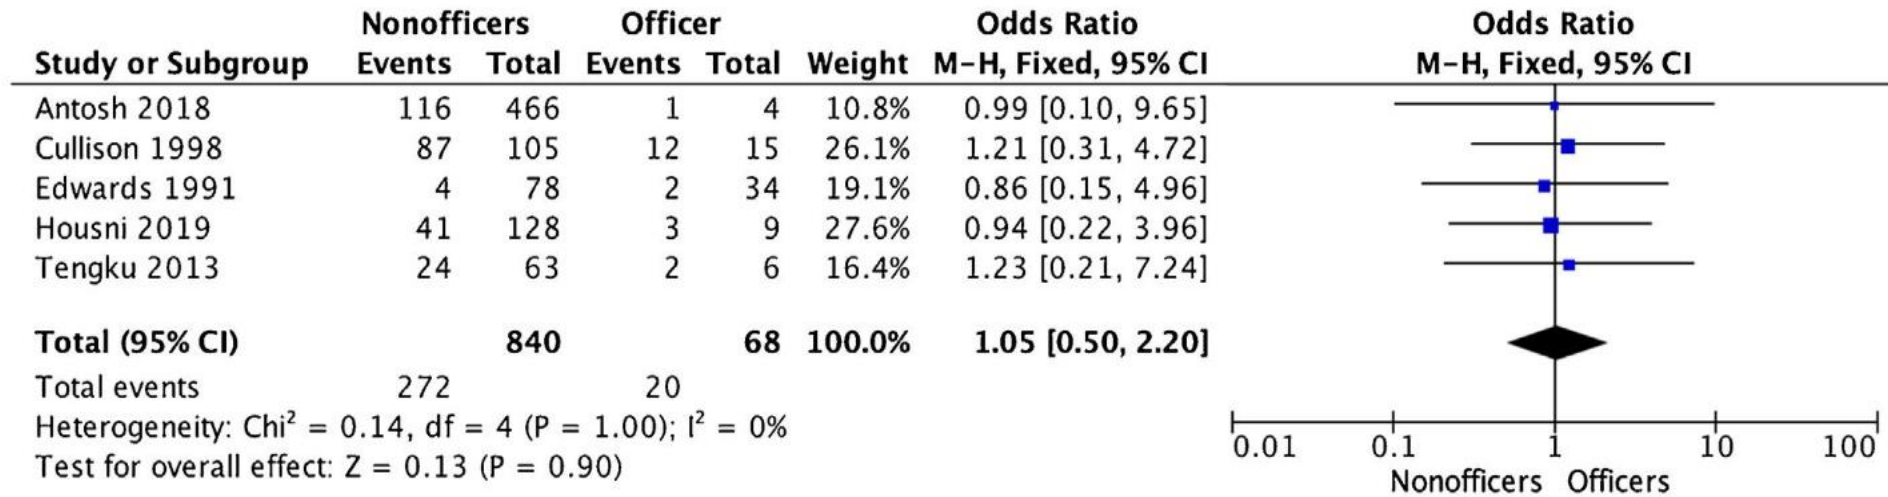 Nonofficers Officer Odds Ratio Odds Ratio
Study or Subgroup Events Total Events Total Weight M-H, Fixed, 95% CI M-H, Fixed, 95% CI
Antosh 2018 116 466 1 4 10.8% 0.99 [0.10, 9.65]
Cullison 1998 87 105 12 15 26.1% 1.21 [0.31, 4.72]
Edwards 1991 4 78 2 34 19.1% 0.86 [0.15, 4.96]
Housni 2019 41 128 3 9 27.6% 0.94 [0.22, 3.96]
Tengku 2013 24 63 2 6 16.4% 1.23 [0.21, 7.24]
Total (95% CI) 840 68 100.0% 1.05 [0.50, 2.20]
Total events 272 20
Heterogeneity: Chi² = 0.14, df = 4 (P = 1.00); I² = 0%
Test for overall effect: Z = 0.13 (P = 0.90)
0.01 0.1 1 10 100
Nonofficers Officers